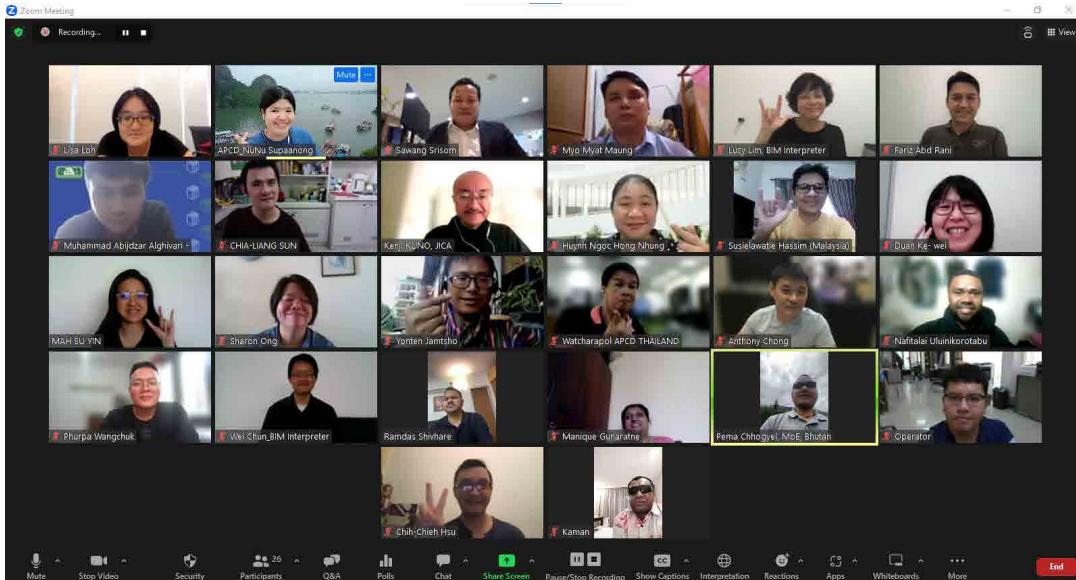 Zoom Meeting
Recording...
View
Mute
Lisa Loh
APCD_NuNu Supaanong
Sawang Srisom
Myo Myat Maung
Lucy Lim, BIM Interpreter
Fariz Abd Rani
Muhammad Abijdzar Alghivari -
CHIA-LIANG SUN
Kenji KUNO, JICA
Huynh Ngoc Hong Nhung
Susielawatie Hassim (Malaysia)
Duan Ke- wei
MAH SU YIN
Sharon Ong
Yonten Jamtsho
Watcharapol APCD THAILAND
Anthony Chong
Nafitalai Uluinikorotabu
Phurpa Wangchuk
Wei Chun_BIM Interpreter
Ramdas Shivhare
Manique Gunaratne
Pema Chhogyel, MoE, Bhutan
Operator
Chih-Chieh Hsu
Kaman
26
CC
Mute
Stop Video
Security
Participants
Q&A
Polls
Chat
Share Screen
Pause/Stop Recording
Show Captions
Interpretation
Reactions
Apps
Whiteboards
More
End